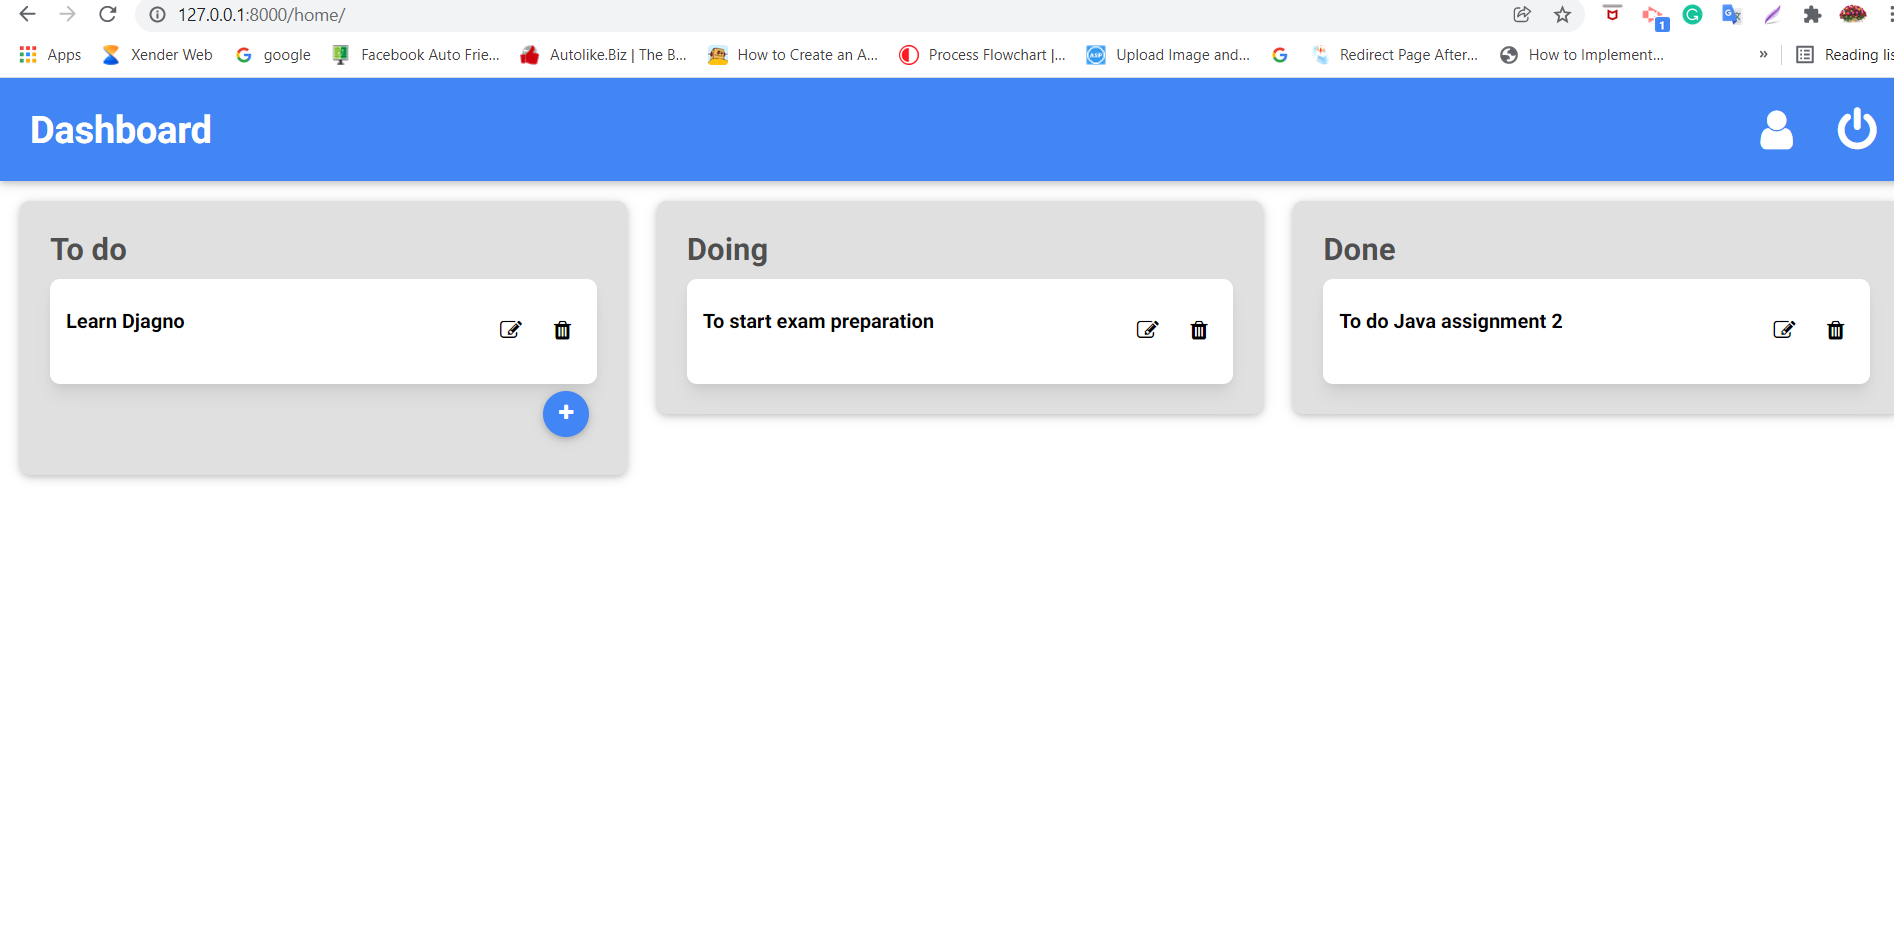 127.0.0.1:8000/home/
1
Apps
Xender Web
google
Facebook Auto Frie...
Autolike.Biz | The B...
How to Create an A...
Process Flowchart |...
Upload Image and...
Redirect Page After...
How to Implement...
»
Reading lis
Dashboard
To do
Learn Djagno
+
Doing
To start exam preparation
Done
To do Java assignment 2